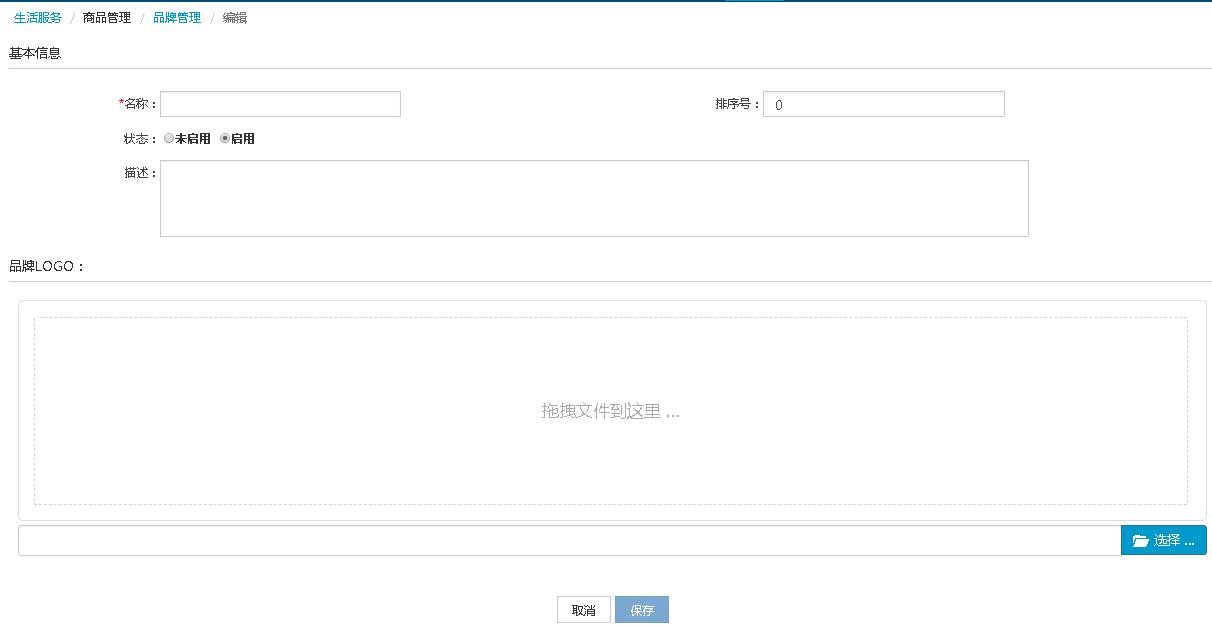 生活服务 / 商品管理 / 品牌管理 / 编辑
基本信息
*名称： 排序号： 0
状态： 未启用 启用
描述：
品牌LOGO：
拖拽文件到这里 ...
选择 ...
取消 保存